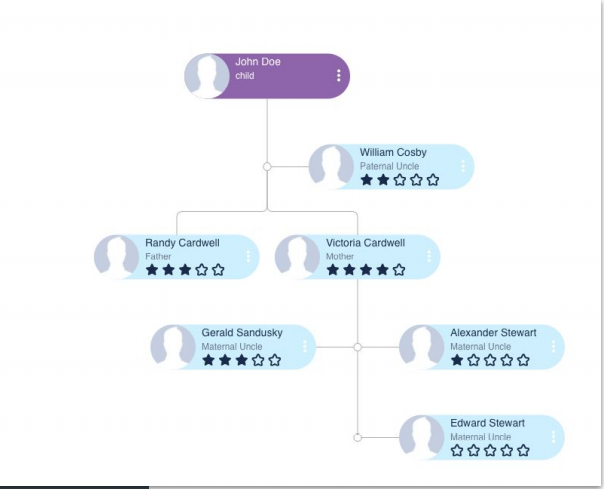 John Doe
child
William Cosby
Paternal Uncle
Randy Cardwell
Father
Victoria Cardwell
Mother
Gerald Sandusky
Maternal Uncle
Alexander Stewart
Maternal Uncle
Edward Stewart
Maternal Uncle